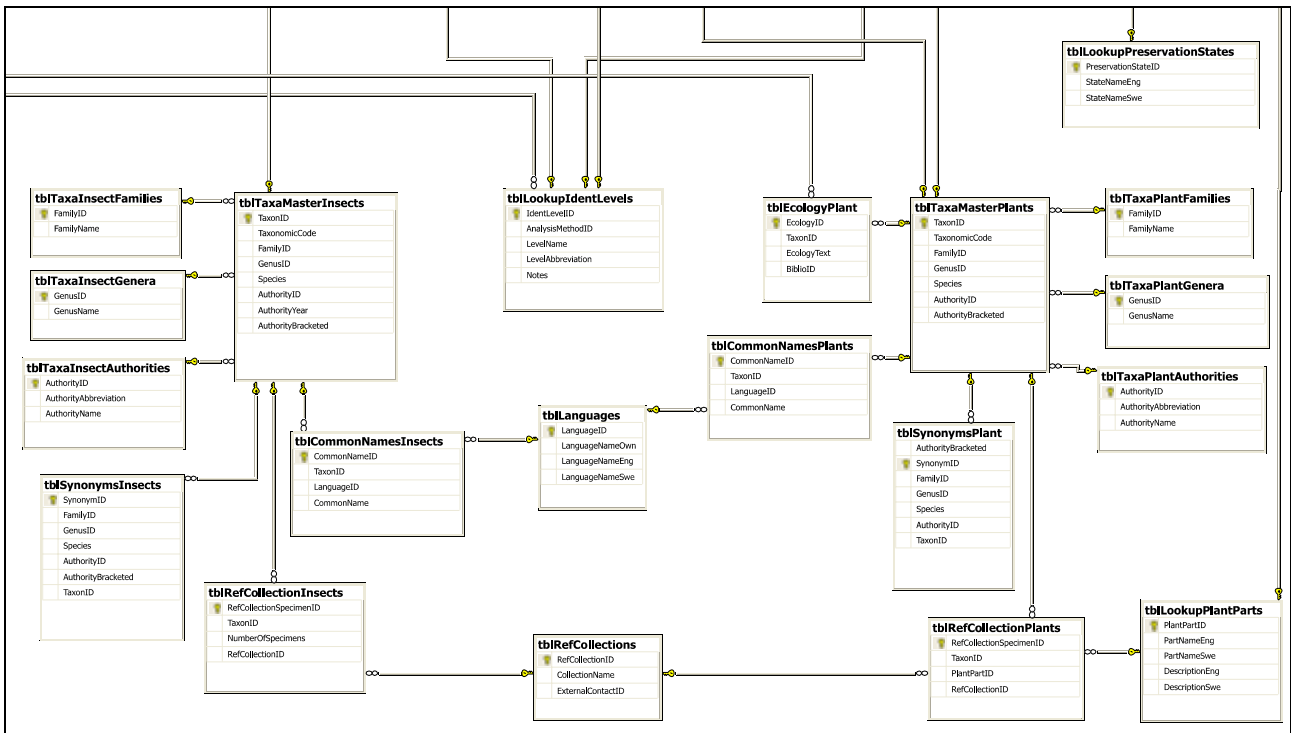 tblLookupPreservationStates
PreservationStateID
StateNameEng
StateNameSwe
tblTaxaInsectFamilies
FamilyID
FamilyName
tblTaxaMasterInsects
TaxonID
TaxonomicCode
FamilyID
GenusID
Species
AuthorityID
AuthorityYear
AuthorityBracketed
tblLookupIdentLevels
IdentLevelID
AnalysisMethodID
LevelName
LevelAbbreviation
Notes
tblEcologyPlant
EcologyID
TaxonID
EcologyText
BiblioID
tblTaxaMasterPlants
TaxonID
TaxonomicCode
FamilyID
GenusID
Species
AuthorityID
AuthorityBracketed
tblTaxaPlantFamilies
FamilyID
FamilyName
tblTaxaInsectGenera
GenusID
GenusName
tblTaxaPlantGenera
GenusID
GenusName
tblTaxaInsectAuthorities
AuthorityID
AuthorityAbbreviation
AuthorityName
tblCommonNamesPlants
CommonNameID
TaxonID
LanguageID
CommonName
tblTaxaPlantAuthorities
AuthorityID
AuthorityAbbreviation
AuthorityName
tblLanguages
LanguageID
LanguageNameOwn
LanguageNameEng
LanguageNameSwe
tblCommonNamesInsects
CommonNameID
TaxonID
LanguageID
CommonName
tblSynonymsPlant
AuthorityBracketed
SynonymID
FamilyID
GenusID
Species
AuthorityID
TaxonID
tblSynonymsInsects
SynonymID
FamilyID
GenusID
Species
AuthorityID
AuthorityBracketed
TaxonID
tblRefCollectionInsects
RefCollectionSpecimenID
TaxonID
NumberOfSpecimens
RefCollectionID
tblRefCollections
RefCollectionID
CollectionName
ExternalContactID
tblRefCollectionPlants
RefCollectionSpecimenID
TaxonID
PlantPartID
RefCollectionID
tblLookupPlantParts
PlantPartID
PartNameEng
PartNameSwe
DescriptionEng
DescriptionSwe